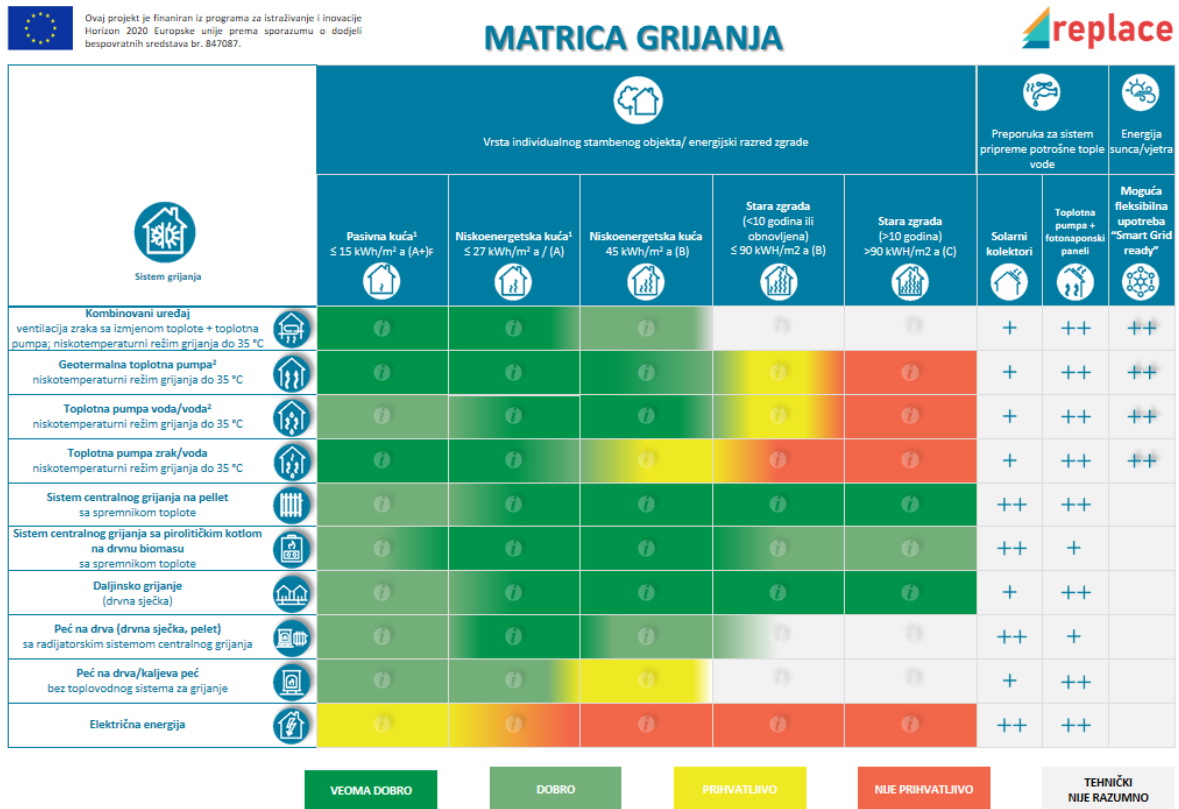 Ovaj projekt je finaniran iz programa za istraživanje i inovacije
Horizon 2020 Europske unije prema sporazumu o dodjeli
bespovratnih sredstava br. 847087.
MATRICA GRIJANJA
replace
Vrsta individualnog stambenog objekta/ energijski razred zgrade
Preporuka za sistem
pripreme potrošne tople
vode
Energija
sunca/vjetra
Sistem grijanja
Pasivna kuća¹
≤ 15 kWh/m² a (A+)F
Niskoenergetska kuća¹
≤ 27 kWh/m² a / (A)
Niskoenergetska kuća
45 kWh/m² a (B)
Stara zgrada
(<10 godina ili
obnovljena)
≤ 90 kWH/m2 a (B)
Stara zgrada
(>10 godina)
>90 kWH/m2 a (C)
Solarni
kolektori
Toplotna
pumpa +
fotonaponski
paneli
Moguća
fleksibilna
upotreba
“Smart Grid
ready”
Kombinovani uređaj
ventilacija zraka sa izmjenom toplote + toplotna
pumpa; niskotemperaturni režim grijanja do 35 °C
+ ++ ++
Geotermalna toplotna pumpa²
niskotemperaturni režim grijanja do 35 °C
+ ++ ++
Toplotna pumpa voda/voda²
niskotemperaturni režim grijanja do 35 °C
+ ++ ++
Toplotna pumpa zrak/voda
niskotemperaturni režim grijanja do 35 °C
+ ++ ++
Sistem centralnog grijanja na pellet
sa spremnikom toplote
++ ++
Sistem centralnog grijanja sa pirolitičkim kotlom
na drvnu biomasu
sa spremnikom toplote
++ +
Daljinsko grijanje
(drvna sječka)
+ ++
Peć na drva (drvna sječka, pelet)
sa radijatorskim sistemom centralnog grijanja
++ +
Peć na drva/kaljeva peć
bez toplovodnog sistema za grijanje
+ ++
Električna energija
++ ++
VEOMA DOBRO
DOBRO
PRIHVATLJIVO
NIJE PRIHVATLJIVO
TEHNIČKI
NIJE RAZUMNO